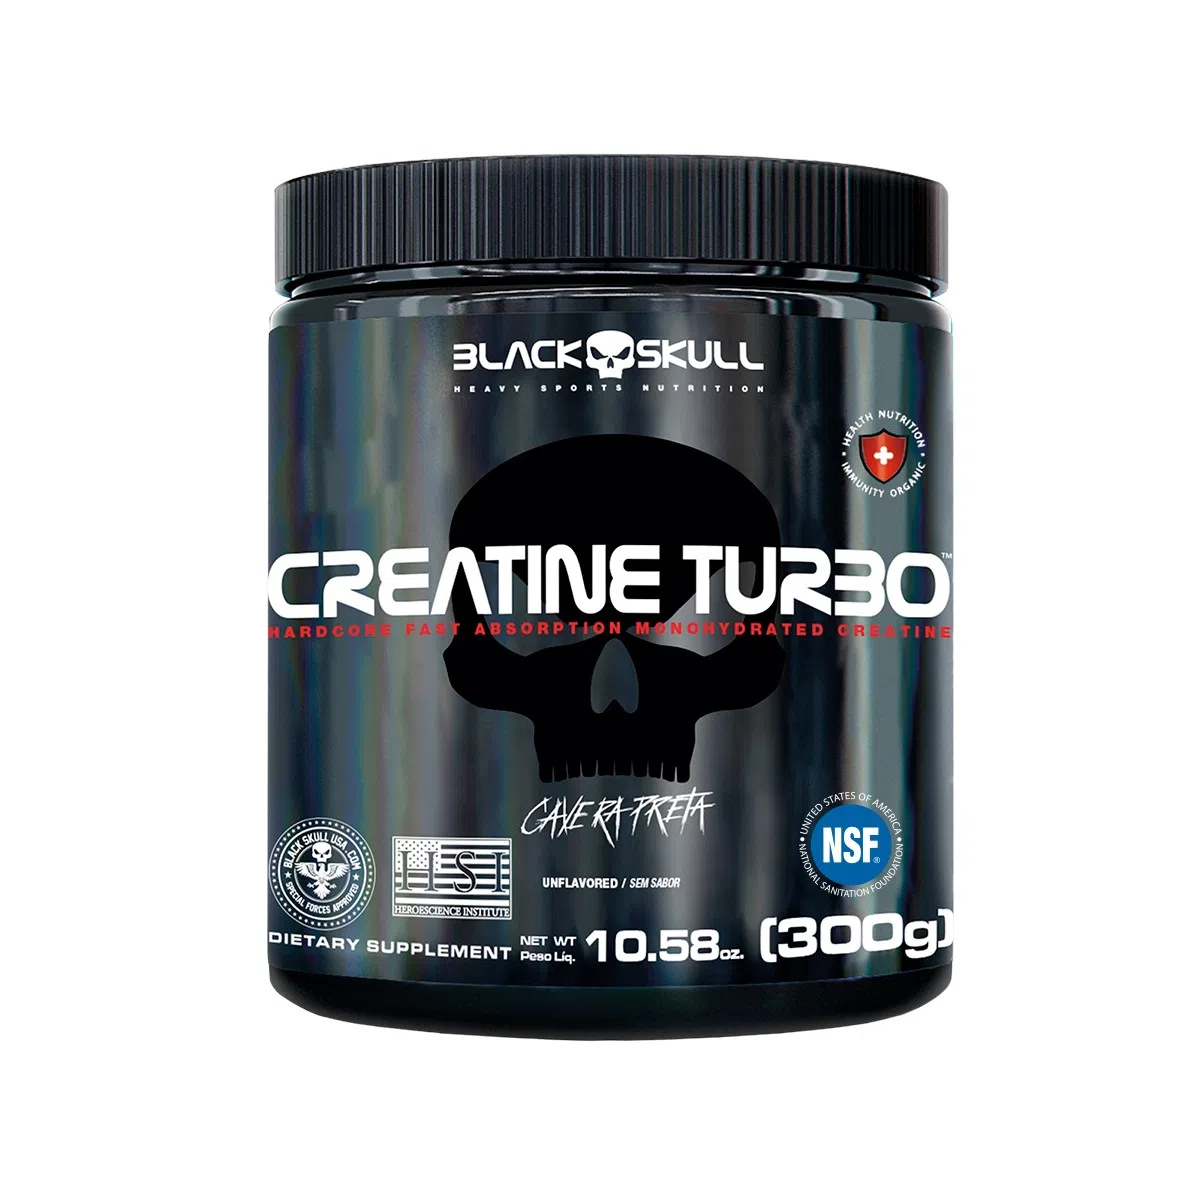 BLACK SKULL
HEAVY SPORTS NUTRITION
HEALTH NUTRITION
IMMUNITY ORGANIC
CREATINE TURBO™
HARDCORE FAST ABSORPTION MONOHYDRATED CREATINE
CAVEIRA PRETA
UNITED STATES OF AMERICA
NSF®
NATIONAL SANITATION FOUNDATION
BLACK SKULL USA.COM
SPECIAL FORCES APPROVED
HSI
HEROESCIENCE INSTITUTE
UNFLAVORED / SEM SABOR
DIETARY SUPPLEMENT
NET WT
Peso Líq.
10.58oz. (300g)